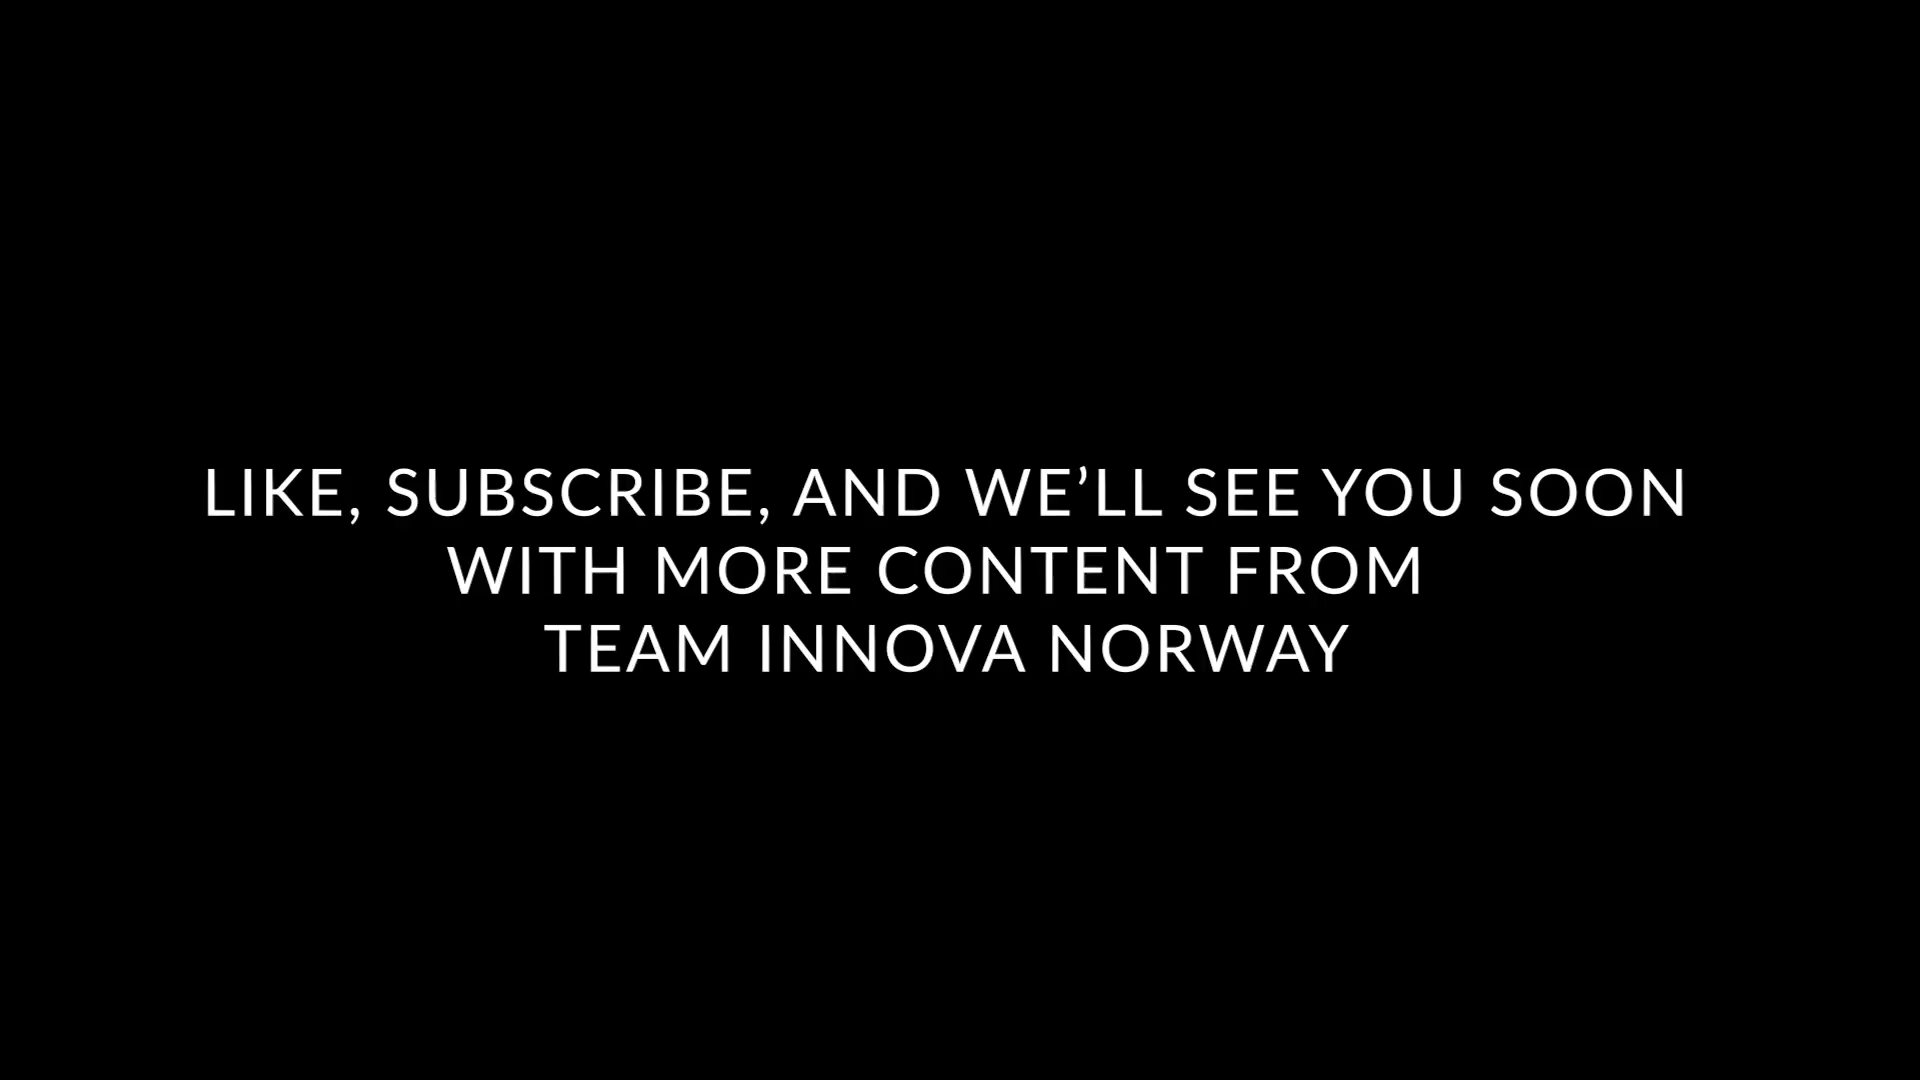 LIKE, SUBSCRIBE, AND WE’LL SEE YOU SOON
WITH MORE CONTENT FROM
TEAM INNOVA NORWAY